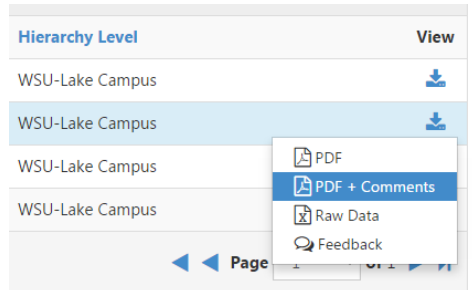 Hierarchy Level View
WSU-Lake Campus
WSU-Lake Campus
WSU-Lake Campus
WSU-Lake Campus
PDF
PDF + Comments
Raw Data
Feedback
Page 1 of 1